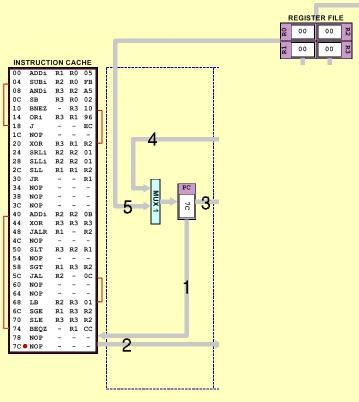 REGISTER FILE
R0 00 00 R2
R1 00 00 R3
INSTRUCTION CACHE
00 ADDi R1 R0 05
04 SUBi R2 R0 FB
08 ANDi R3 R2 A5
0C SB R3 R0 02
10 BNEZ - R3 10
14 ORi R3 R1 96
18 J - - EC
1C NOP - - -
20 XOR R3 R1 R2
24 SRLi R2 R2 01
28 SLLi R2 R2 01
2C SLL R1 R1 R2
30 JR - - R1
34 NOP - - -
38 NOP - - -
3C NOP - - -
40 ADDi R2 R2 0B
44 XOR R3 R3 R3
48 JALR R1 - R2
4C NOP - - -
50 SLT R3 R2 R1
54 NOP - - -
58 SGT R1 R3 R2
5C JAL R2 - 0C
60 NOP - - -
64 NOP - - -
68 LB R2 R3 01
6C SGE R1 R3 R2
70 SLE R3 R3 R2
74 BEQZ - R1 CC
78 NOP - - -
7C NOP - - -
4
MUX 1
PC
7C
3
5
1
2